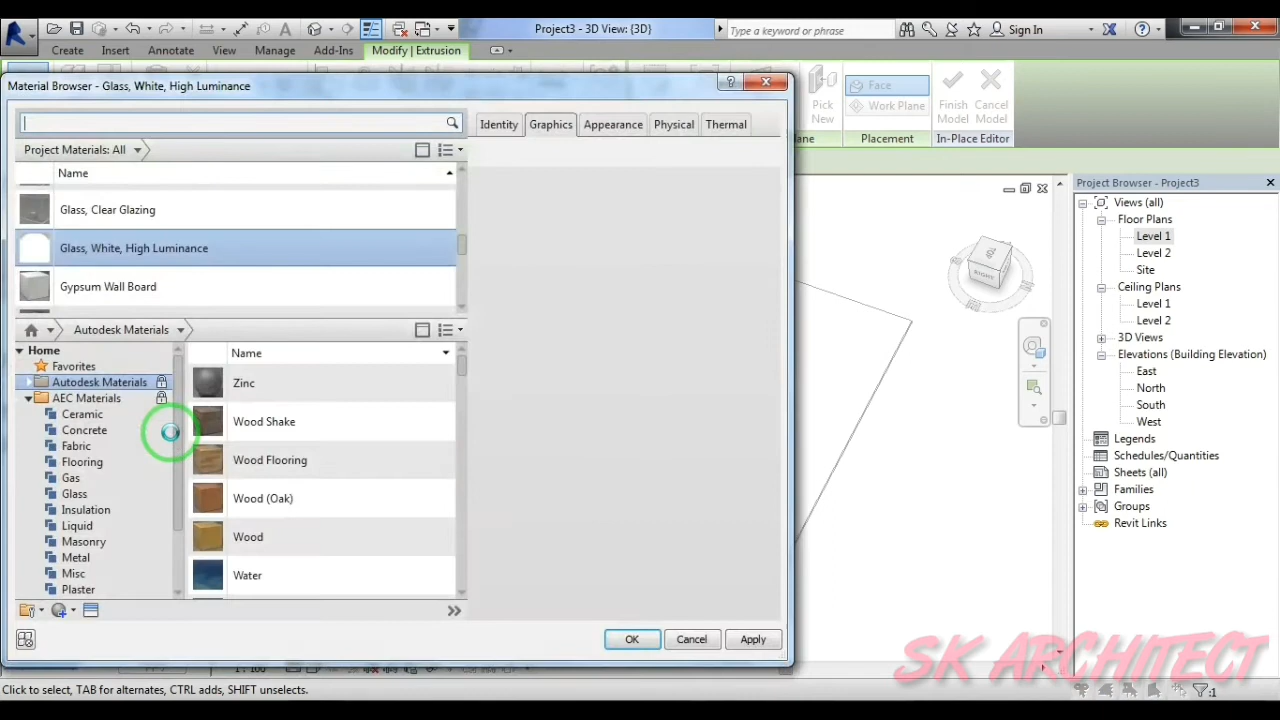 Project3 - 3D View: {3D}
Type a keyword or phrase
Sign In
Create Insert Annotate View Manage Add-Ins Modify | Extrusion
Material Browser - Glass, White, High Luminance
Identity Graphics Appearance Physical Thermal
Project Materials: All
Name
Glass, Clear Glazing
Glass, White, High Luminance
Gypsum Wall Board
Autodesk Materials
Home
Favorites
Autodesk Materials
AEC Materials
Ceramic
Concrete
Fabric
Flooring
Gas
Glass
Insulation
Liquid
Masonry
Metal
Misc
Plaster
Name
Zinc
Wood Shake
Wood Flooring
Wood (Oak)
Wood
Water
OK Cancel Apply
Pick
New
Face
Work Plane
Placement
Finish
Model
Cancel
Model
In-Place Editor
RIGHT
Project Browser - Project3
Views (all)
Floor Plans
Level 1
Level 2
Site
Ceiling Plans
Level 1
Level 2
3D Views
Elevations (Building Elevation)
East
North
South
West
Legends
Schedules/Quantities
Sheets (all)
Families
Groups
Revit Links
SK ARCHITECT
Click to select, TAB for alternates, CTRL adds, SHIFT unselects.
:1